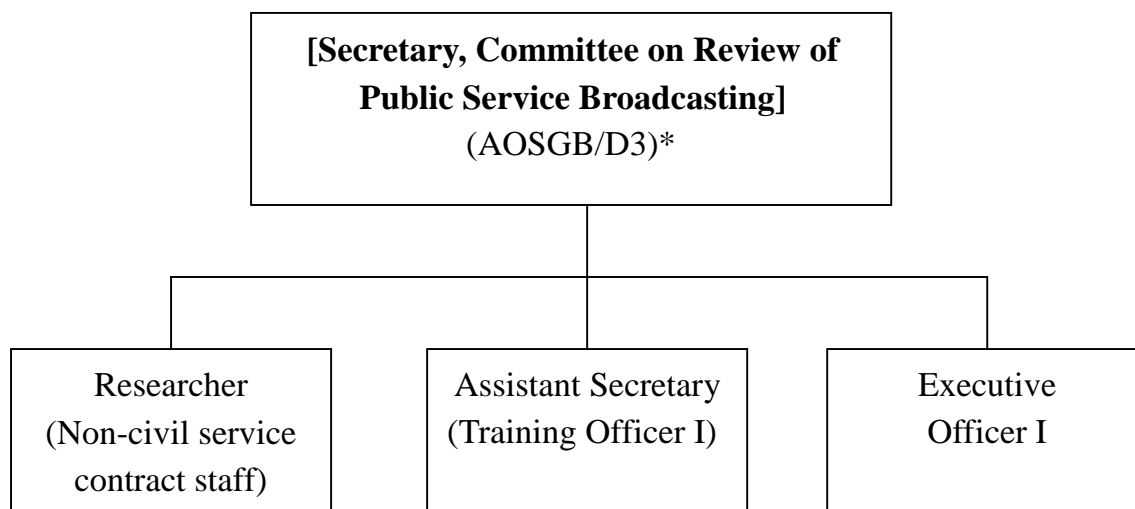 [Secretary, Committee on Review of
Public Service Broadcasting]
(AOSGB/D3)*
Researcher
(Non-civil service
contract staff)
Assistant Secretary
(Training Officer I)
Executive
Officer I